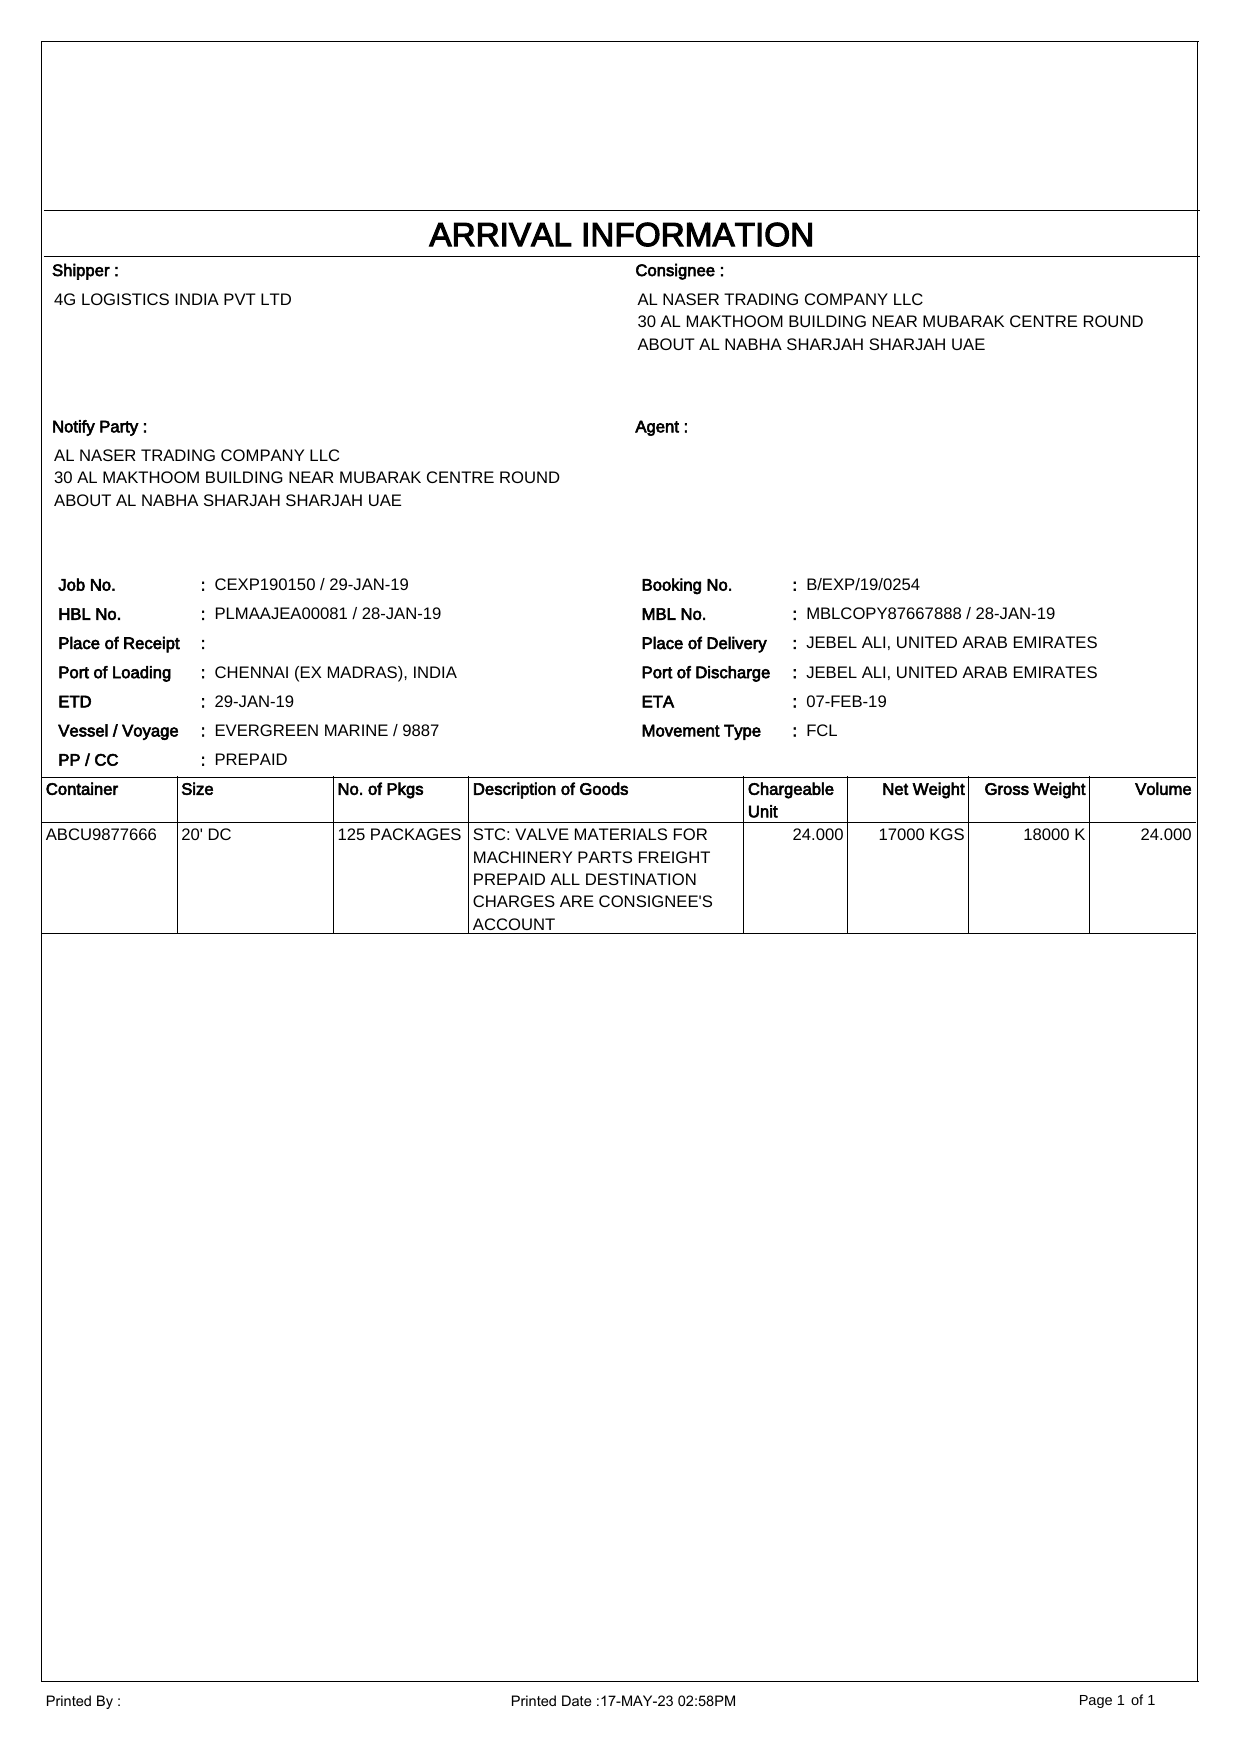 ARRIVAL INFORMATION
Shipper :
4G LOGISTICS INDIA PVT LTD
Consignee :
AL NASER TRADING COMPANY LLC
30 AL MAKTHOOM BUILDING NEAR MUBARAK CENTRE ROUND
ABOUT AL NABHA SHARJAH SHARJAH UAE
Notify Party :
AL NASER TRADING COMPANY LLC
30 AL MAKTHOOM BUILDING NEAR MUBARAK CENTRE ROUND
ABOUT AL NABHA SHARJAH SHARJAH UAE
Agent :
Job No. : CEXP190150 / 29-JAN-19 Booking No. : B/EXP/19/0254
HBL No. : PLMAAJEA00081 / 28-JAN-19 MBL No. : MBLCOPY87667888 / 28-JAN-19
Place of Receipt : Place of Delivery : JEBEL ALI, UNITED ARAB EMIRATES
Port of Loading : CHENNAI (EX MADRAS), INDIA Port of Discharge : JEBEL ALI, UNITED ARAB EMIRATES
ETD : 29-JAN-19 ETA : 07-FEB-19
Vessel / Voyage : EVERGREEN MARINE / 9887 Movement Type : FCL
PP / CC : PREPAID
Container Size No. of Pkgs Description of Goods Chargeable Net Weight Gross Weight Volume
Unit
ABCU9877666 20' DC 125 PACKAGES STC: VALVE MATERIALS FOR 24.000 17000 KGS 18000 K 24.000
MACHINERY PARTS FREIGHT
PREPAID ALL DESTINATION
CHARGES ARE CONSIGNEE'S
ACCOUNT
Printed By : Printed Date :17-MAY-23 02:58PM Page 1 of 1